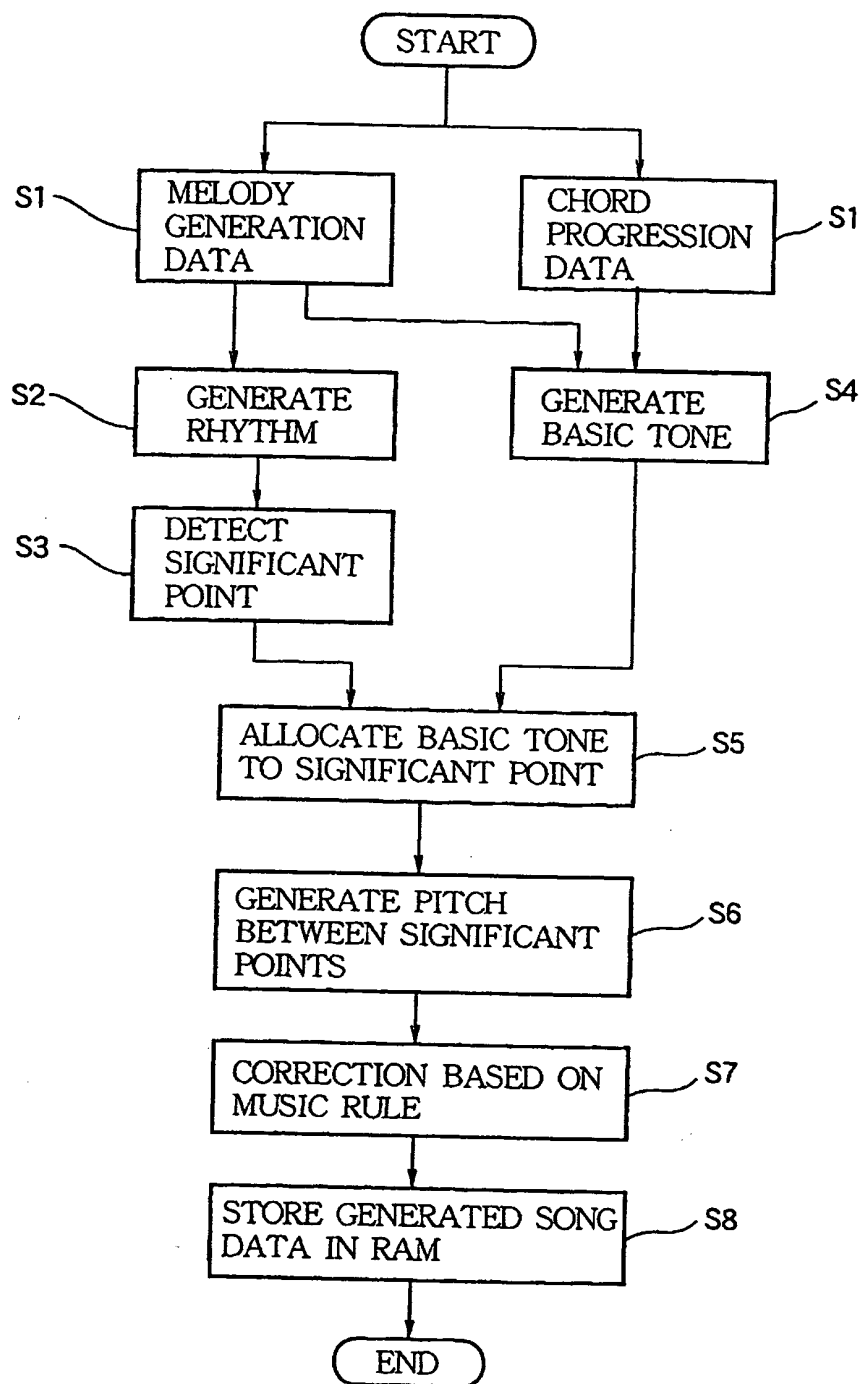 START
S1
MELODY
GENERATION
DATA
CHORD
PROGRESSION
DATA
S1
S2
GENERATE
RHYTHM
GENERATE
BASIC TONE
S4
S3
DETECT
SIGNIFICANT
POINT
ALLOCATE BASIC TONE
TO SIGNIFICANT POINT
S5
GENERATE PITCH
BETWEEN SIGNIFICANT
POINTS
S6
CORRECTION BASED ON
MUSIC RULE
S7
STORE GENERATED SONG
DATA IN RAM
S8
END